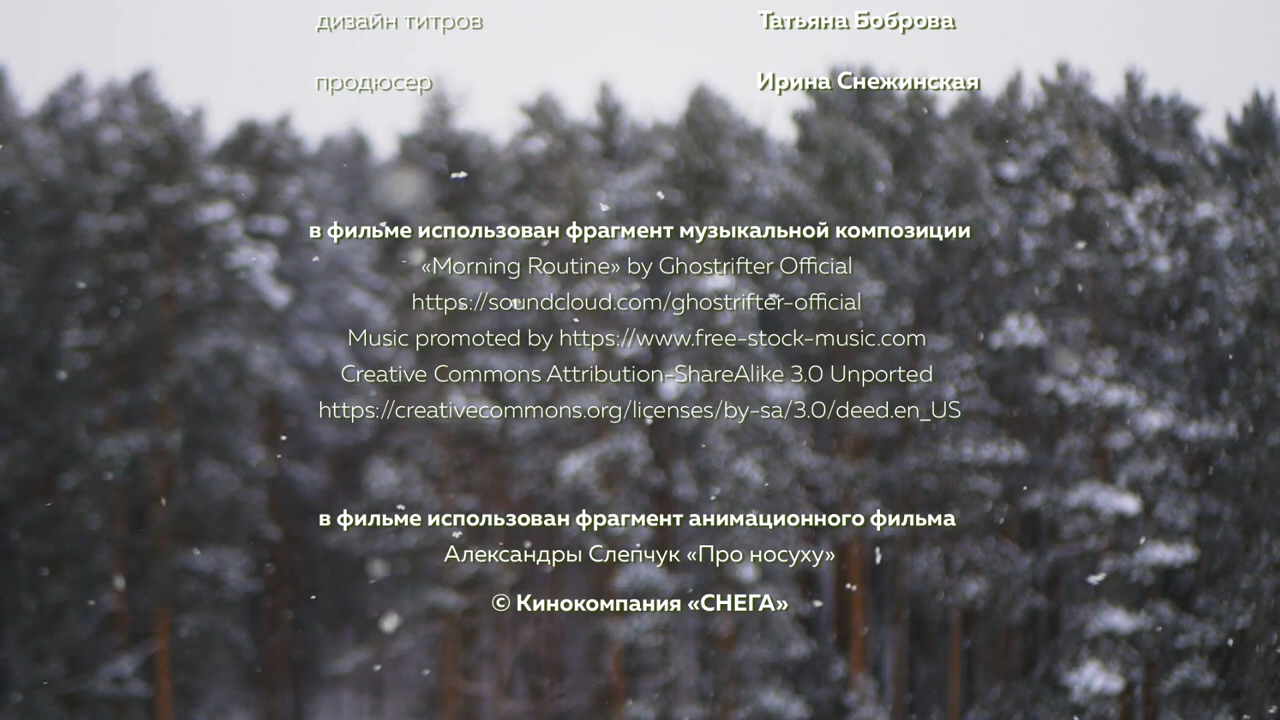 дизайн титров Татьяна Боброва
продюсер Ирина Снежинская
в фильме использован фрагмент музыкальной композиции
«Morning Routine» by Ghostrifter Official
https://soundcloud.com/ghostrifter-official
Music promoted by https://www.free-stock-music.com
Creative Commons Attribution-ShareAlike 3.0 Unported
https://creativecommons.org/licenses/by-sa/3.0/deed.en_US
в фильме использован фрагмент анимационного фильма
Александры Слепчук «Про носуху»
© Кинокомпания «СНЕГА»